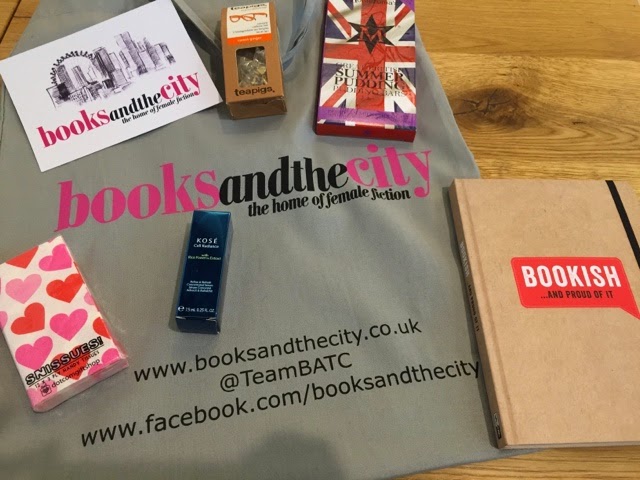 booksandthecity
the home of female fiction
teapigs.
SUMMER
PUDDING
booksandthecity
the home of female fiction
KOSÉ
Cell Radiance
BOOKISH
...AND PROUD OF IT
SNISSUES!
dotcomgiftshop
www.booksandthecity.co.uk
@TeamBATC
www.facebook.com/booksandthecity